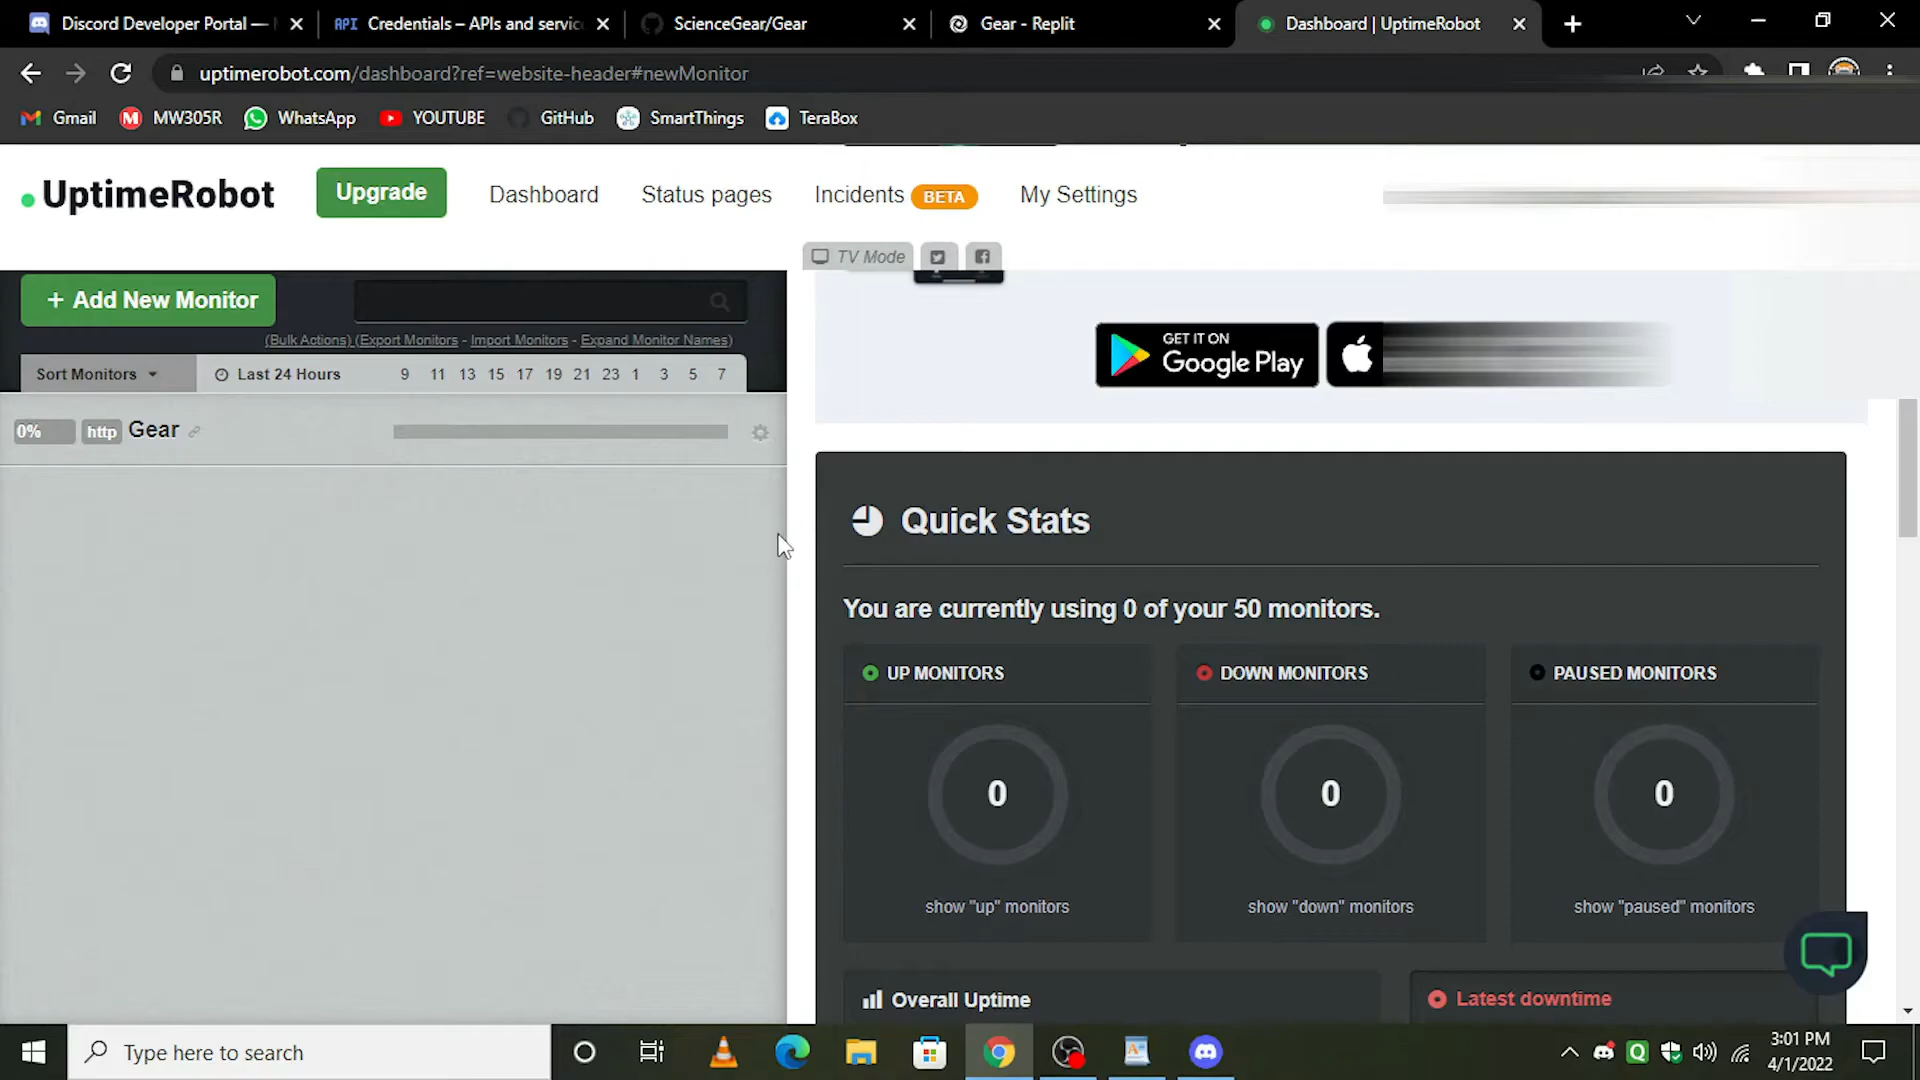 Discord Developer Portal —
API Credentials – APIs and servic
ScienceGear/Gear
Gear - Replit
Dashboard | UptimeRobot
uptimerobot.com/dashboard?ref=website-header#newMonitor
Gmail
MW305R
WhatsApp
YOUTUBE
GitHub
SmartThings
TeraBox
UptimeRobot
Upgrade
Dashboard
Status pages
Incidents BETA
My Settings
TV Mode
+ Add New Monitor
(Bulk Actions) (Export Monitors - Import Monitors - Expand Monitor Names)
Sort Monitors
Last 24 Hours
9 11 13 15 17 19 21 23 1 3 5 7
0% http Gear
GET IT ON
Google Play
Quick Stats
You are currently using 0 of your 50 monitors.
UP MONITORS
DOWN MONITORS
PAUSED MONITORS
0
0
0
show "up" monitors
show "down" monitors
show "paused" monitors
Overall Uptime
Latest downtime
Type here to search
3:01 PM
4/1/2022